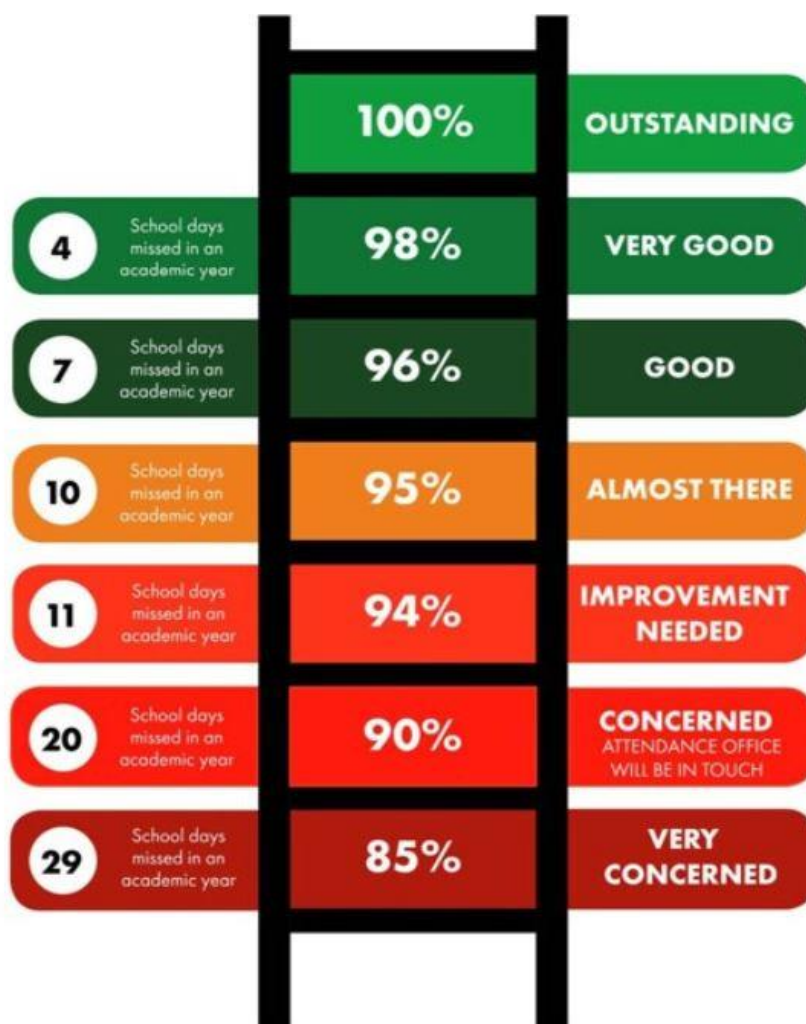 100%
OUTSTANDING
4
School days
missed in an
academic year
98%
VERY GOOD
7
School days
missed in an
academic year
96%
GOOD
10
School days
missed in an
academic year
95%
ALMOST THERE
11
School days
missed in an
academic year
94%
IMPROVEMENT
NEEDED
20
School days
missed in an
academic year
90%
CONCERNED
ATTENDANCE OFFICE
WILL BE IN TOUCH
29
School days
missed in an
academic year
85%
VERY
CONCERNED